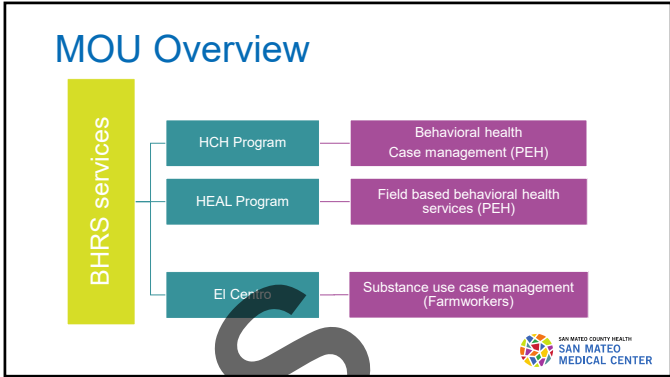 MOU Overview
BHRS services
HCH Program
Behavioral health
Case management (PEH)
HEAL Program
Field based behavioral health
services (PEH)
El Centro
Substance use case management
(Farmworkers)
S
SAN MATEO COUNTY HEALTH
SAN MATEO
MEDICAL CENTER